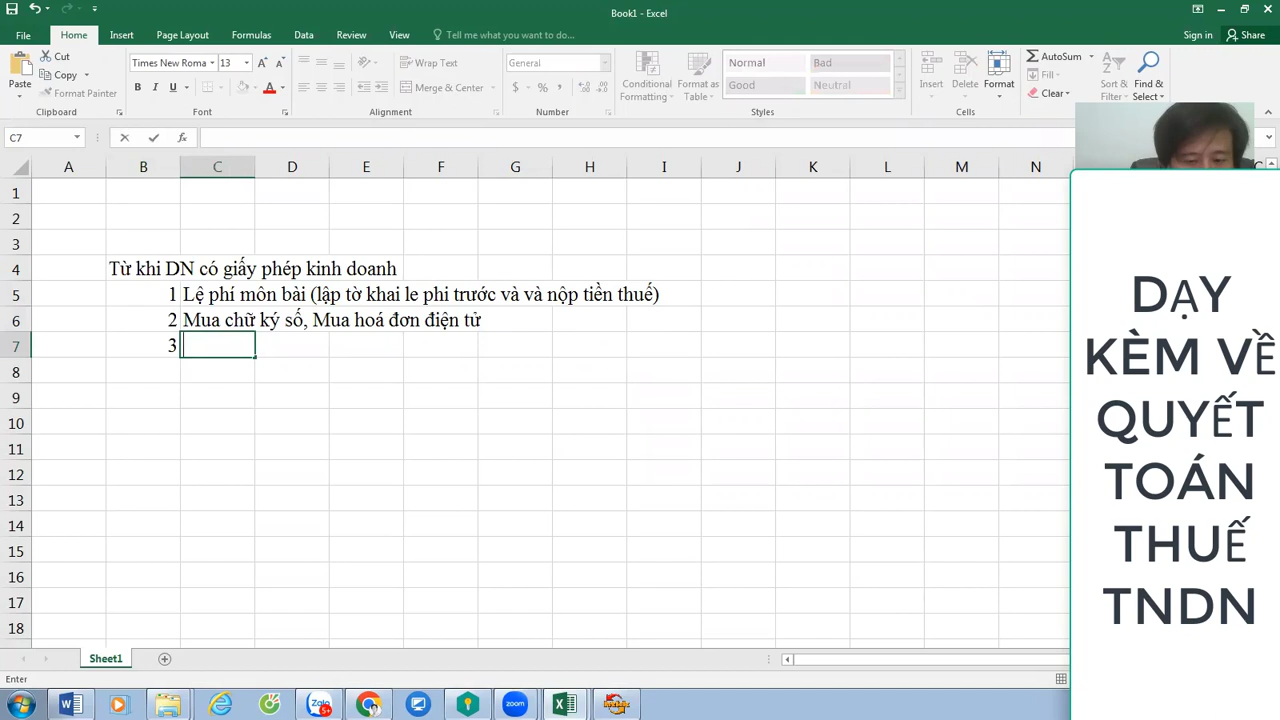 Book1 - Excel
File Home Insert Page Layout Formulas Data Review View Tell me what you want to do... Sign in Share
Paste Cut Copy Format Painter Clipboard
Times New Roma 13 B I U A Font
Wrap Text Merge & Center Alignment
General $ % , Number
Conditional Formatting Format as Table Normal Bad Good Neutral Styles
Insert Delete Format Cells
AutoSum Fill Clear Sort & Filter Find & Select
C7 fx
A B C D E F G H I J K L M N
1
2
3
4 Từ khi DN có giấy phép kinh doanh
5 1 Lệ phí môn bài (lập tờ khai le phi trước và và nộp tiền thuế)
6 2 Mua chữ ký số, Mua hoá đơn điện tử
7 3
8
9
10
11
12
13
14
15
16
17
18
DẠY
KÈM VỀ
QUYẾT
TOÁN
THUẾ
TNDN
Sheet1
Enter
Zalo 5+ zoom